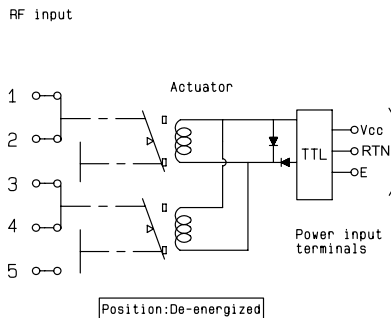 RF input
Actuator
1
2
3
4
5
TTL
Vcc
RTN
E
Power input
terminals
Position:De-energized